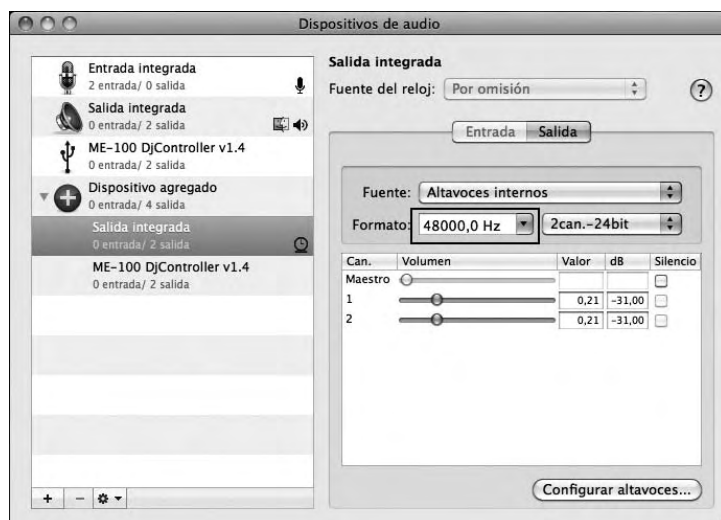 Dispositivos de audio
Entrada integrada
2 entrada/ 0 salida
Salida integrada
0 entrada/ 2 salida
ME-100 DjController v1.4
0 entrada/ 2 salida
Dispositivo agregado
0 entrada/ 4 salida
Salida integrada
0 entrada/ 2 salida
ME-100 DjController v1.4
0 entrada/ 2 salida
Salida integrada
Fuente del reloj: Por omisión
?
Entrada Salida
Fuente: Altavoces internos
Formato: 48000,0 Hz 2can.-24bit
Can. Volumen Valor dB Silencio
Maestro
1 0,21 -31,00
2 0,21 -31,00
Configurar altavoces...